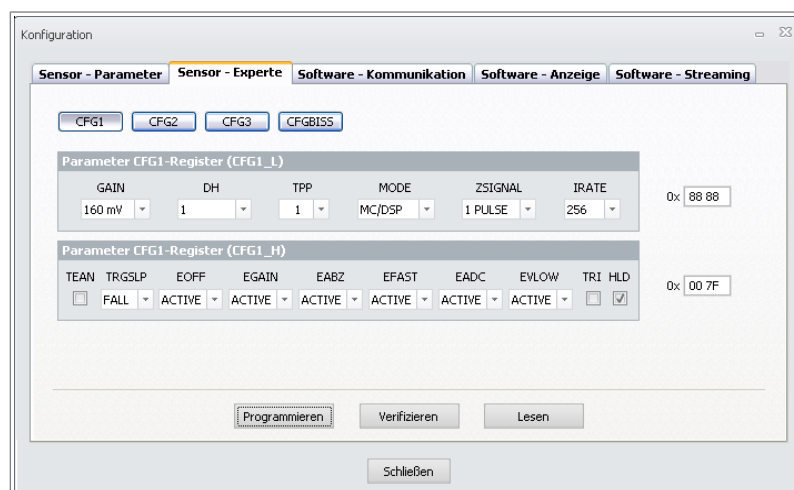 Konfiguration
Sensor - Parameter Sensor - Experte Software - Kommunikation Software - Anzeige Software - Streaming
CFG1 CFG2 CFG3 CFGBISS
Parameter CFG1-Register (CFG1_L)
GAIN DH TPP MODE ZSIGNAL IRATE
160 mV 1 1 MC/DSP 1 PULSE 256 0x 88 88
Parameter CFG1-Register (CFG1_H)
TEAN TRGSLP EOFF EGAIN EABZ EFAST EADC EVLOW TRI HLD
FALL ACTIVE ACTIVE ACTIVE ACTIVE ACTIVE ACTIVE 0x 00 7F
Programmieren Verifizieren Lesen
Schließen